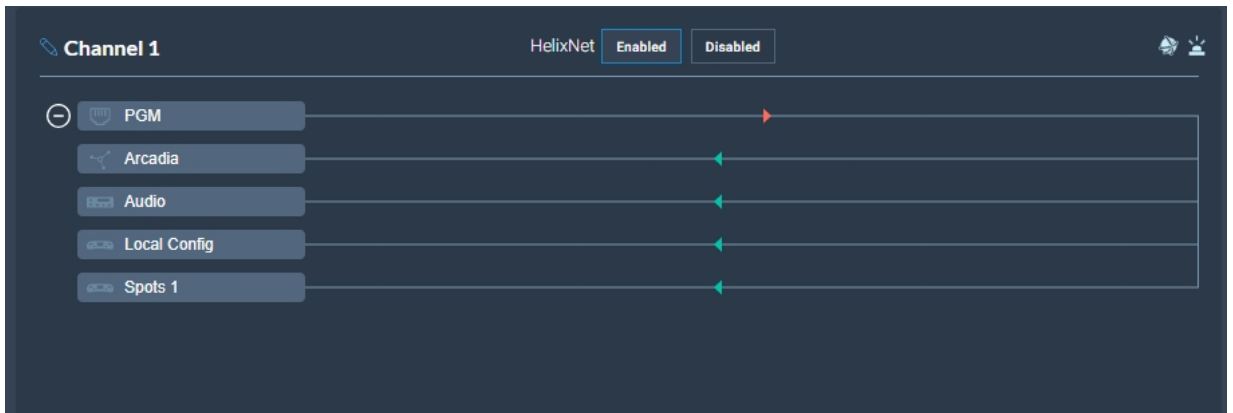 Channel 1
HelixNet Enabled Disabled
PGM
Arcadia
Audio
Local Config
Spots 1